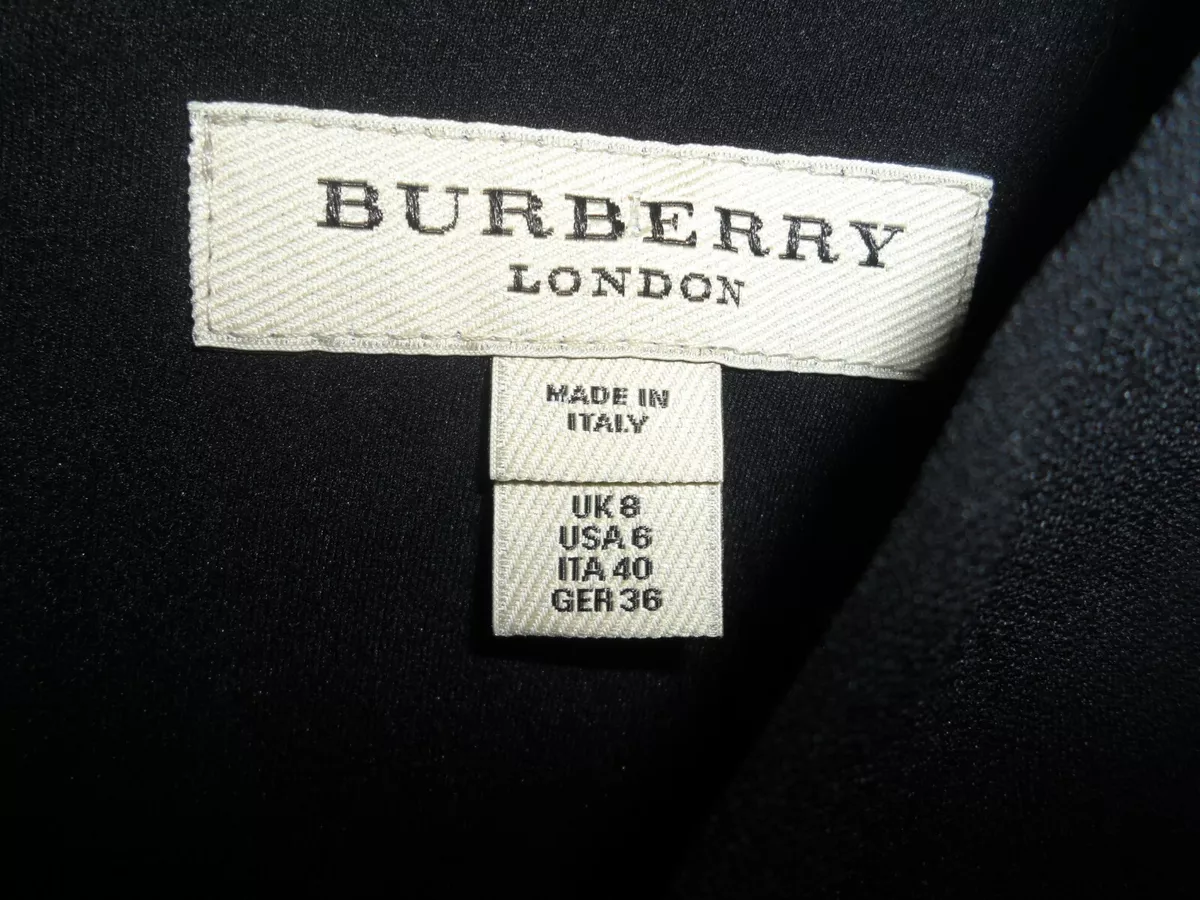 BURBERRY
LONDON
MADE IN
ITALY
UK 8
USA 6
ITA 40
GER 36